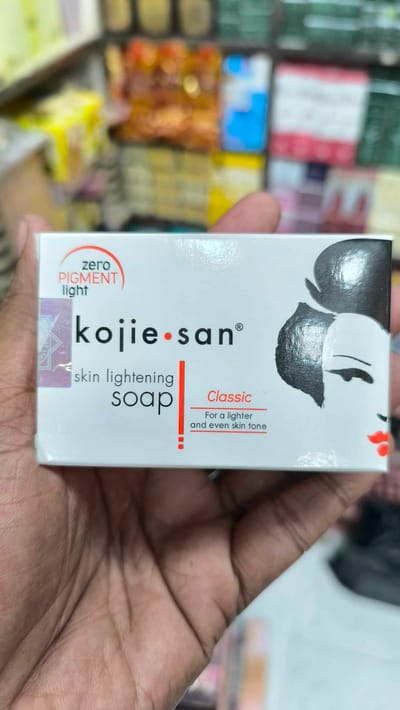 zero
PIGMENT
light
kojie•san®
skin lightening
soap
Classic
For a lighter
and even skin tone